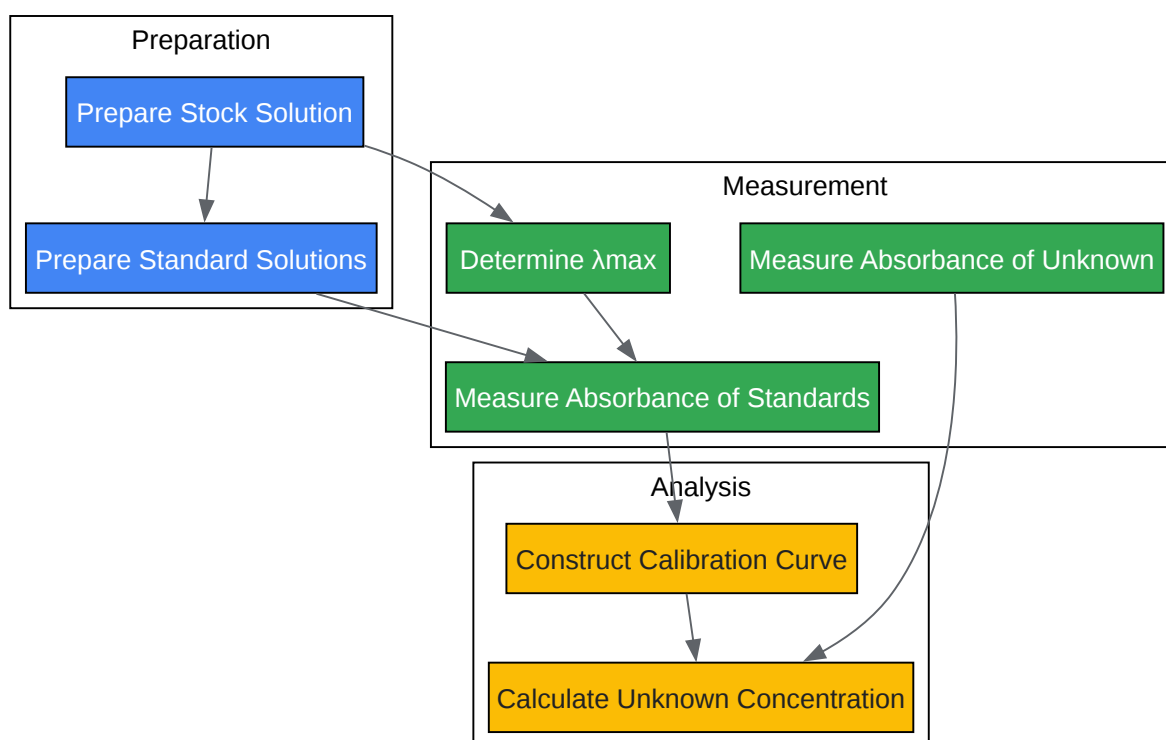 Preparation
Prepare Stock Solution
Prepare Standard Solutions
Measurement
Determine λmax
Measure Absorbance of Unknown
Measure Absorbance of Standards
Analysis
Construct Calibration Curve
Calculate Unknown Concentration